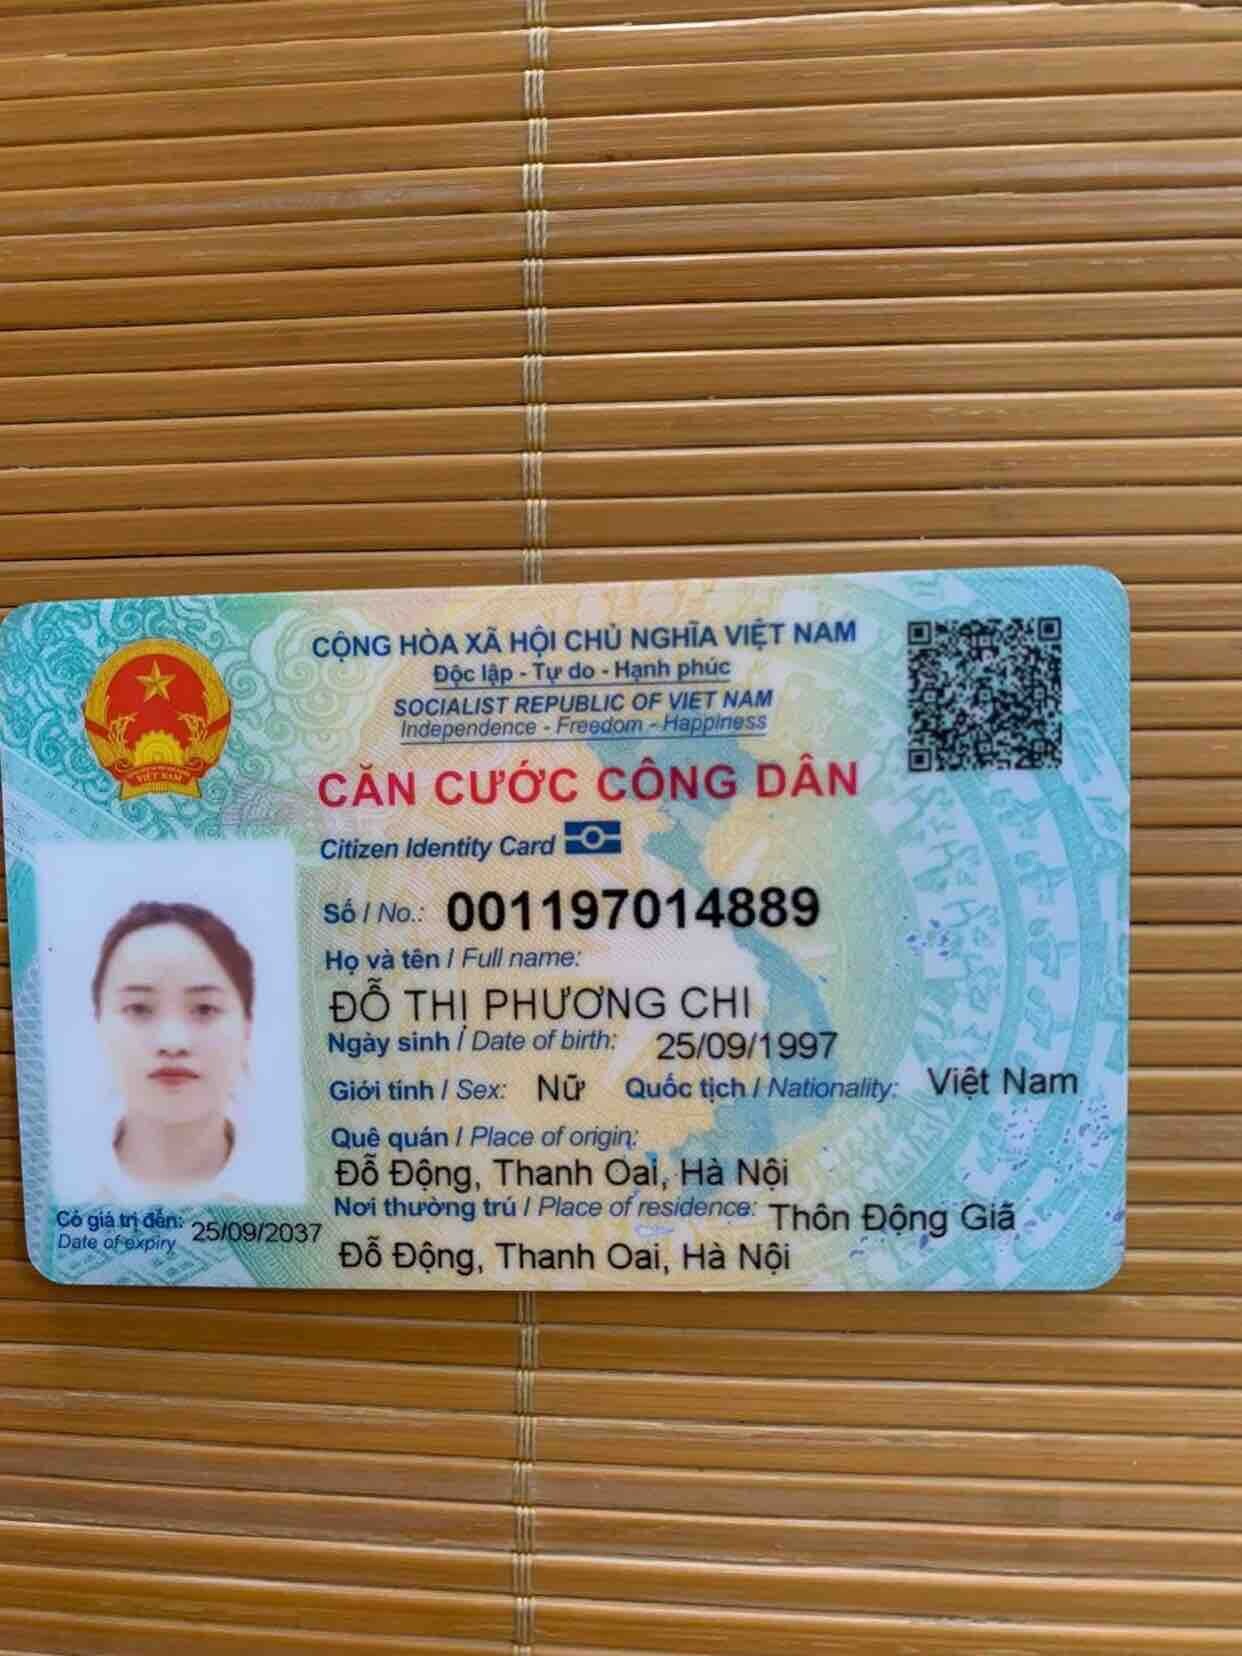 CỘNG HÒA XÃ HỘI CHỦ NGHĨA VIỆT NAM
Độc lập - Tự do - Hạnh phúc
SOCIALIST REPUBLIC OF VIET NAM
Independence - Freedom - Happiness
CĂN CƯỚC CÔNG DÂN
Citizen Identity Card
Số / No.: 001197014889
Họ và tên / Full name:
ĐỖ THỊ PHƯƠNG CHI
Ngày sinh / Date of birth: 25/09/1997
Giới tính / Sex: Nữ Quốc tịch / Nationality: Việt Nam
Quê quán / Place of origin:
Đỗ Động, Thanh Oai, Hà Nội
Nơi thường trú / Place of residence: Thôn Động Giã
Đỗ Động, Thanh Oai, Hà Nội
Có giá trị đến: 25/09/2037
Date of expiry
VIỆT NAM